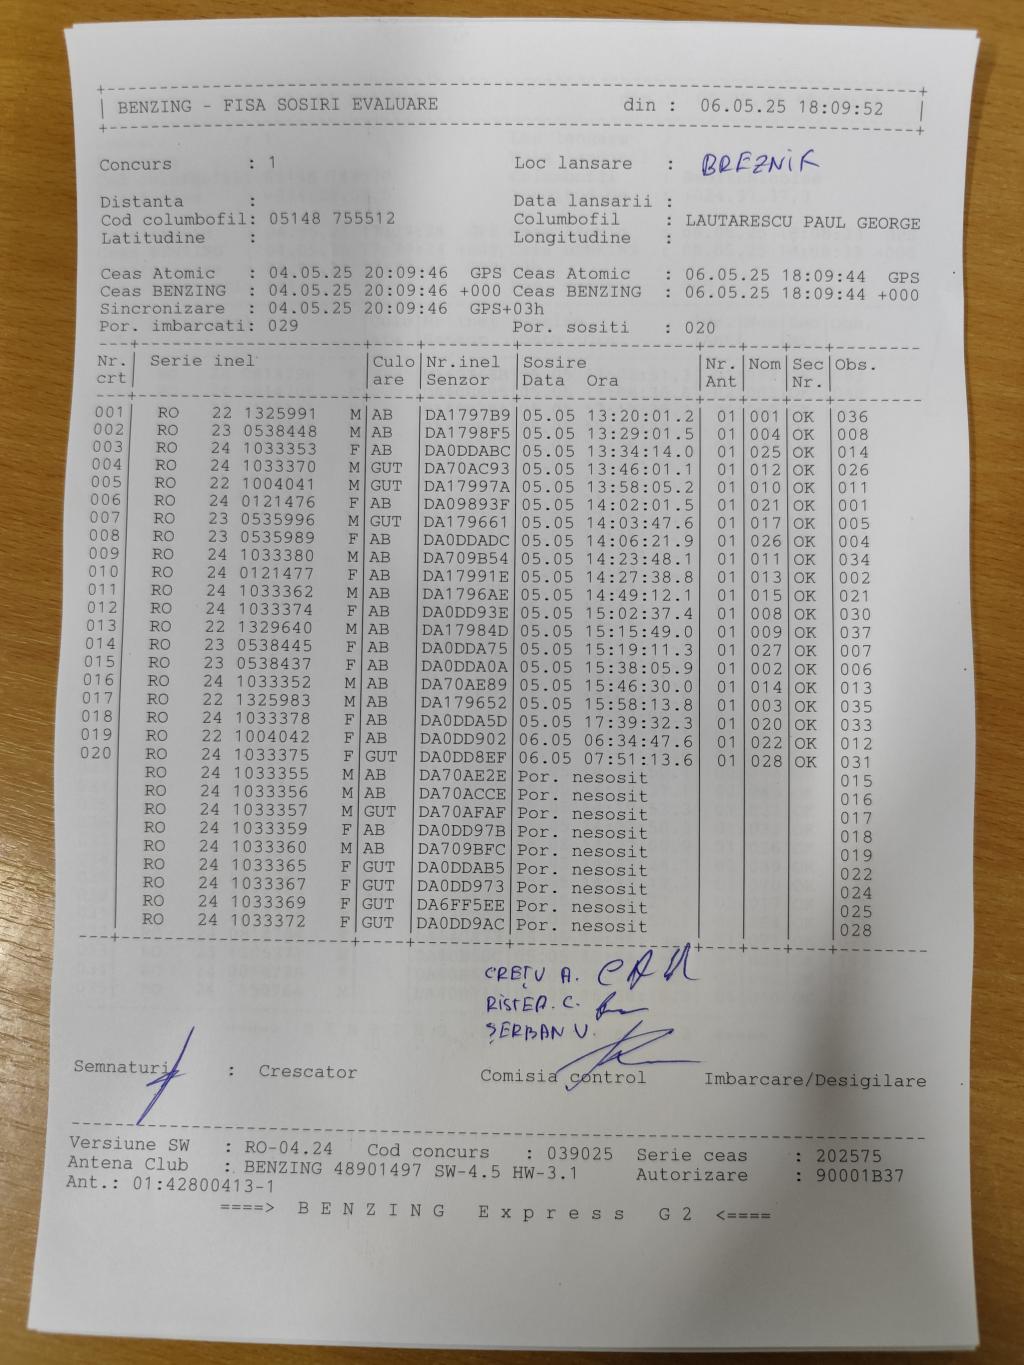 BENZING - FISA SOSIRI EVALUARE din : 06.05.25 18:09:52
Concurs : 1 Loc lansare : BREZNIK
Distanta : Data lansarii :
Cod columbofil: 05148 755512 Columbofil : LAUTARESCU PAUL GEORGE
Latitudine : Longitudine :
Ceas Atomic : 04.05.25 20:09:46 GPS Ceas Atomic : 06.05.25 18:09:44 GPS
Ceas BENZING : 04.05.25 20:09:46 +000 Ceas BENZING : 06.05.25 18:09:44 +000
Sincronizare : 04.05.25 20:09:46 GPS+03h
Por. imbarcati: 029 Por. sositi : 020
Nr. Serie inel Culo Nr.inel Sosire Nr. Nom Sec Obs.
crt are Senzor Data Ora Ant Nr.
001 RO 22 1325991 M AB DA1797B9 05.05 13:20:01.2 01 001 OK 036
002 RO 23 0538448 M AB DA1798F5 05.05 13:29:01.5 01 004 OK 008
003 RO 24 1033353 F AB DA0DDABC 05.05 13:34:14.0 01 025 OK 014
004 RO 24 1033370 M GUT DA70AC93 05.05 13:46:01.1 01 012 OK 026
005 RO 22 1004041 M GUT DA17997A 05.05 13:58:05.2 01 010 OK 011
006 RO 24 0121476 F AB DA09893F 05.05 14:02:01.5 01 021 OK 001
007 RO 23 0535996 M GUT DA179661 05.05 14:03:47.6 01 017 OK 005
008 RO 23 0535989 F AB DA0DDADC 05.05 14:06:21.9 01 026 OK 004
009 RO 24 1033380 M AB DA709B54 05.05 14:23:48.1 01 011 OK 034
010 RO 24 0121477 F AB DA17991E 05.05 14:27:38.8 01 013 OK 002
011 RO 24 1033362 M AB DA1796AE 05.05 14:49:12.1 01 015 OK 021
012 RO 24 1033374 F AB DA0DD93E 05.05 15:02:37.4 01 008 OK 030
013 RO 22 1329640 M AB DA17984D 05.05 15:15:49.0 01 009 OK 037
014 RO 23 0538445 F AB DA0DDA75 05.05 15:19:11.3 01 027 OK 007
015 RO 23 0538437 F AB DA0DDA0A 05.05 15:38:05.9 01 002 OK 006
016 RO 24 1033352 M AB DA70AE89 05.05 15:46:30.0 01 014 OK 013
017 RO 22 1325983 M AB DA179652 05.05 15:58:13.8 01 003 OK 035
018 RO 24 1033378 F AB DA0DDA5D 05.05 17:39:32.3 01 020 OK 033
019 RO 22 1004042 F AB DA0DD902 06.05 06:34:47.6 01 022 OK 012
020 RO 24 1033375 F GUT DA0DD8EF 06.05 07:51:13.6 01 028 OK 031
RO 24 1033355 M AB DA70AE2E Por. nesosit 015
RO 24 1033356 M AB DA70ACCE Por. nesosit 016
RO 24 1033357 M GUT DA70AFAF Por. nesosit 017
RO 24 1033359 F AB DA0DD97B Por. nesosit 018
RO 24 1033360 M AB DA709BFC Por. nesosit 019
RO 24 1033365 F GUT DA0DDAB5 Por. nesosit 022
RO 24 1033367 F GUT DA0DD973 Por. nesosit 024
RO 24 1033369 F GUT DA6FF5EE Por. nesosit 025
RO 24 1033372 F GUT DA0DD9AC Por. nesosit 028
CREȚU A.
RISTEA. C.
ȘERBAN V.
Semnaturi : Crescator Comisia control Imbarcare/Desigilare
Versiune SW : RO-04.24 Cod concurs : 039025 Serie ceas : 202575
Antena Club : BENZING 48901497 SW-4.5 HW-3.1 Autorizare : 90001B37
Ant.: 01:42800413-1
====> B E N Z I N G E x p r e s s G 2 <====